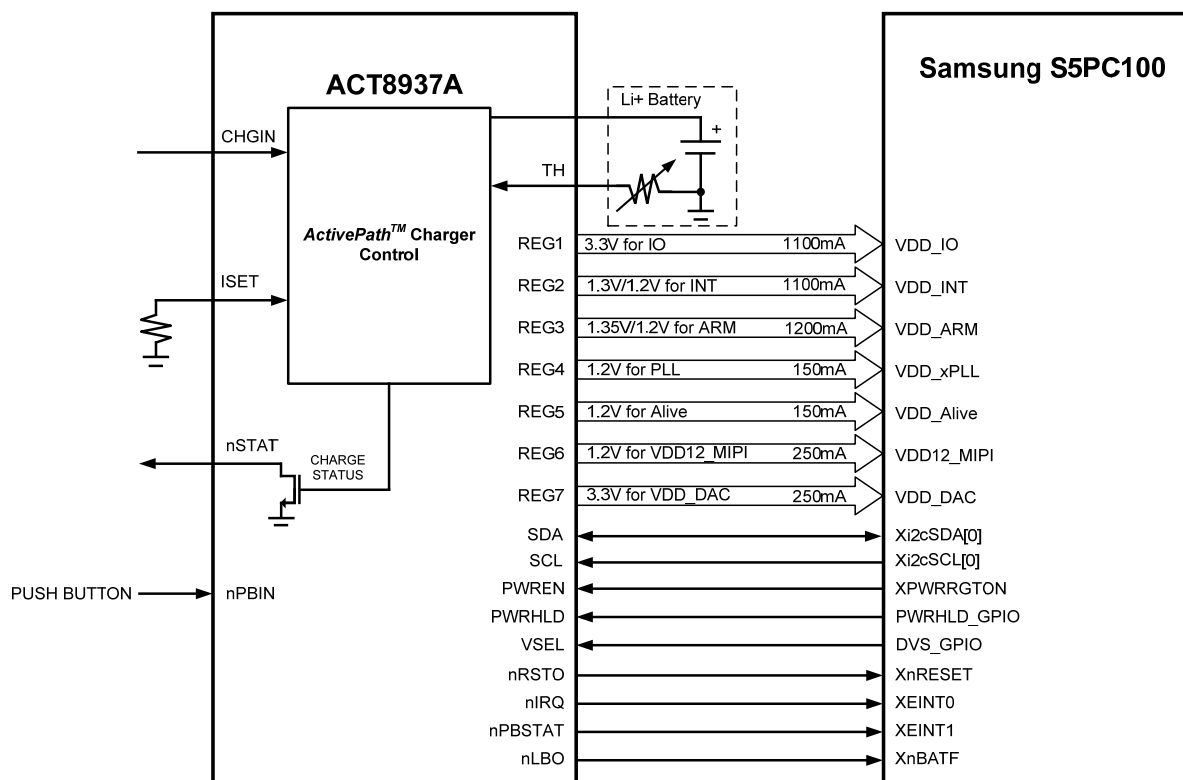 ACT8937A
Samsung S5PC100
Li+ Battery
+
CHGIN
TH
ActivePath™ Charger
Control
ISET
nSTAT
CHARGE
STATUS
PUSH BUTTON
nPBIN
REG1 3.3V for IO 1100mA VDD_IO
REG2 1.3V/1.2V for INT 1100mA VDD_INT
REG3 1.35V/1.2V for ARM 1200mA VDD_ARM
REG4 1.2V for PLL 150mA VDD_xPLL
REG5 1.2V for Alive 150mA VDD_Alive
REG6 1.2V for VDD12_MIPI 250mA VDD12_MIPI
REG7 3.3V for VDD_DAC 250mA VDD_DAC
SDA Xi2cSDA[0]
SCL Xi2cSCL[0]
PWREN XPWRRGTON
PWRHLD PWRHLD_GPIO
VSEL DVS_GPIO
nRSTO XnRESET
nIRQ XEINT0
nPBSTAT XEINT1
nLBO XnBATF